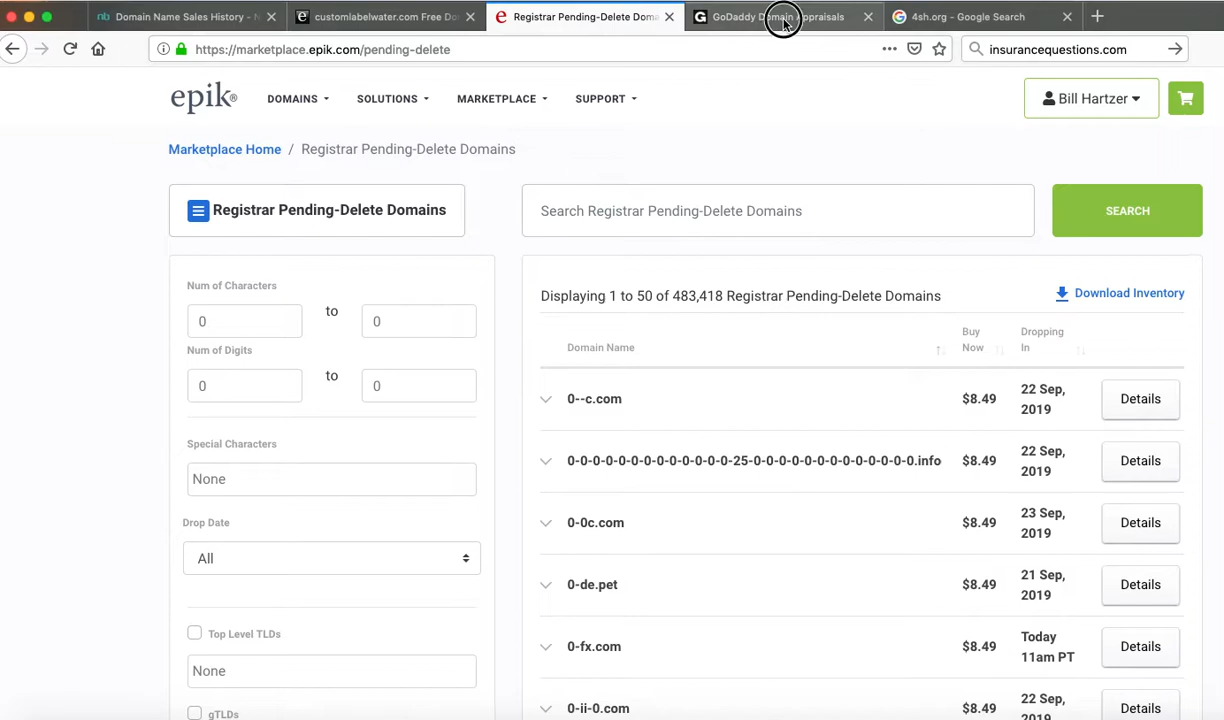 Domain Name Sales History - N
customlabelwater.com Free Do
Registrar Pending-Delete Doma
GoDaddy Domain Appraisals
4sh.org - Google Search
https://marketplace.epik.com/pending-delete
insurancequestions.com
epik®
DOMAINS
SOLUTIONS
MARKETPLACE
SUPPORT
Bill Hartzer
Marketplace Home / Registrar Pending-Delete Domains
Registrar Pending-Delete Domains
Search Registrar Pending-Delete Domains
SEARCH
Num of Characters
0 to 0
Num of Digits
0 to 0
Special Characters
None
Drop Date
All
Top Level TLDs
None
gTLDs
Displaying 1 to 50 of 483,418 Registrar Pending-Delete Domains
Download Inventory
Domain Name
Buy
Now
Dropping
In
0--c.com $8.49 22 Sep,
2019 Details
0-0-0-0-0-0-0-0-0-0-0-0-0-25-0-0-0-0-0-0-0-0-0-0-0-0-0-0.info $8.49 22 Sep,
2019 Details
0-0c.com $8.49 23 Sep,
2019 Details
0-de.pet $8.49 21 Sep,
2019 Details
0-fx.com $8.49 Today
11am PT Details
0-ii-0.com $8.49 22 Sep,
2019 Details